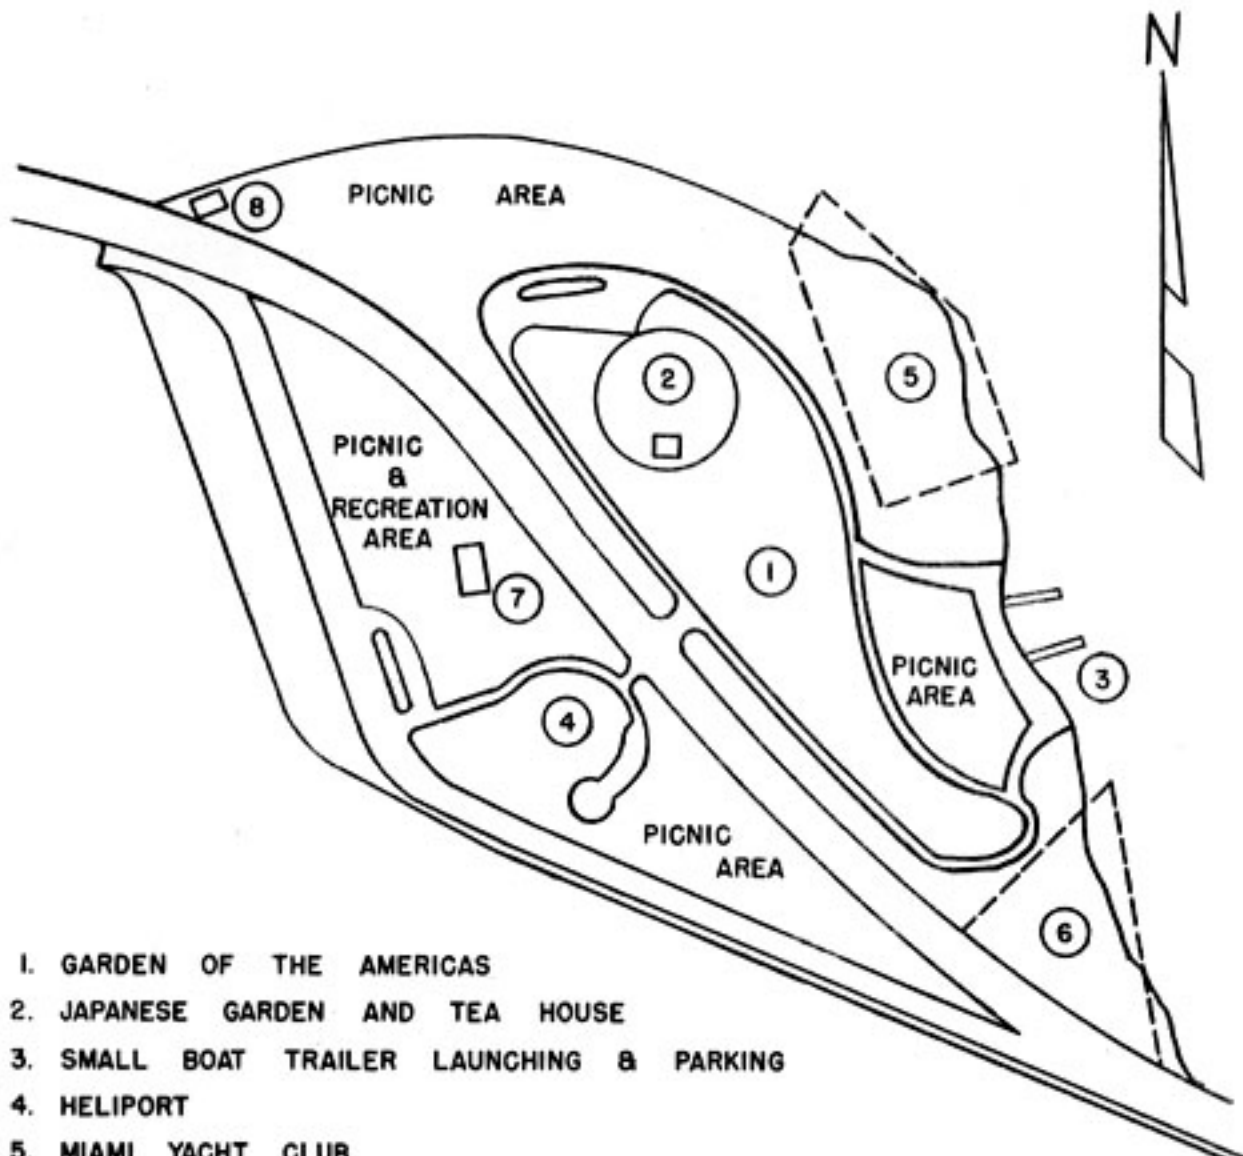 N
8
PICNIC AREA
2
5
PICNIC
&
RECREATION
AREA
1
7
PICNIC
AREA
3
4
PICNIC
AREA
6
1. GARDEN OF THE AMERICAS
2. JAPANESE GARDEN AND TEA HOUSE
3. SMALL BOAT TRAILER LAUNCHING & PARKING
4. HELIPORT
5. MIAMI YACHT CLUB